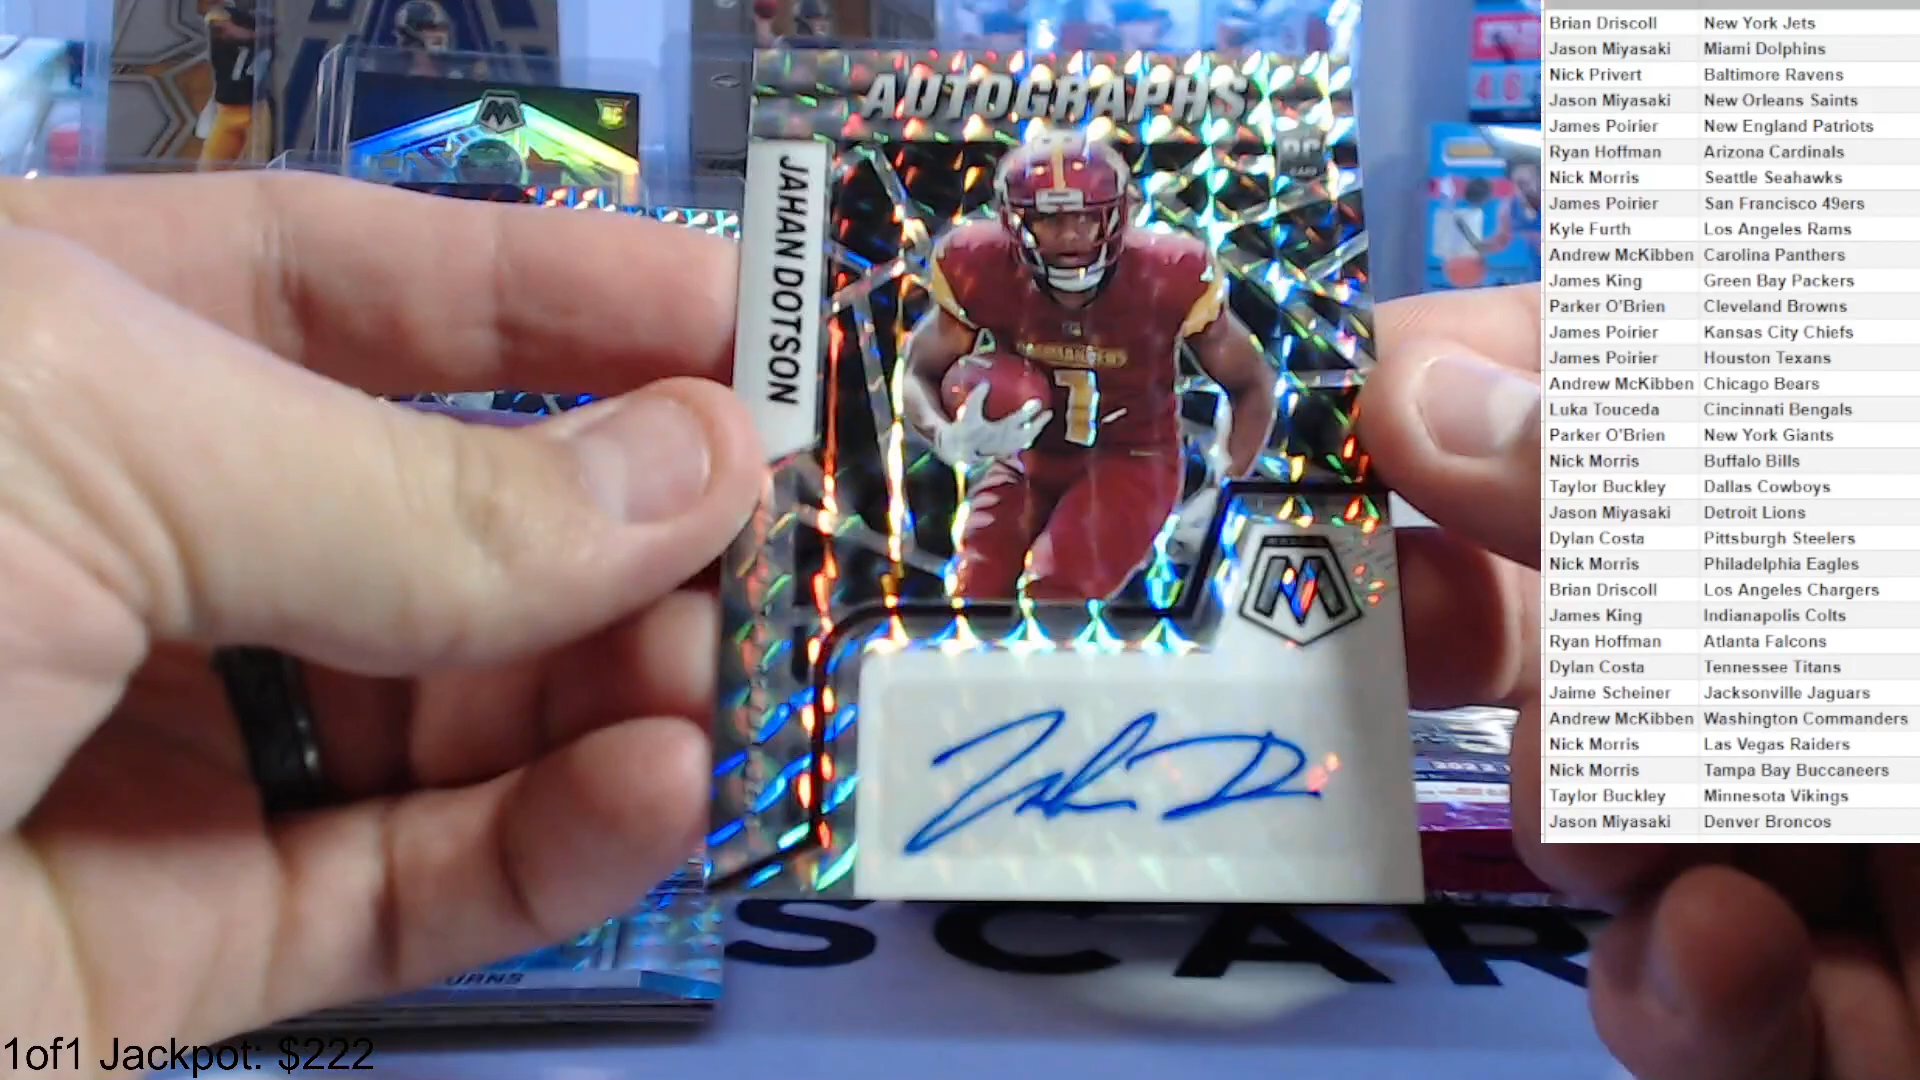 AUTOGRAPHS
RC
CARD
JAHAN DOTSON
COMMANDERS
1
M
14
RC
46
2022
SCAR
1of1 Jackpot: $222
Brian Driscoll New York Jets
Jason Miyasaki Miami Dolphins
Nick Privert Baltimore Ravens
Jason Miyasaki New Orleans Saints
James Poirier New England Patriots
Ryan Hoffman Arizona Cardinals
Nick Morris Seattle Seahawks
James Poirier San Francisco 49ers
Kyle Furth Los Angeles Rams
Andrew McKibben Carolina Panthers
James King Green Bay Packers
Parker O'Brien Cleveland Browns
James Poirier Kansas City Chiefs
James Poirier Houston Texans
Andrew McKibben Chicago Bears
Luka Touceda Cincinnati Bengals
Parker O'Brien New York Giants
Nick Morris Buffalo Bills
Taylor Buckley Dallas Cowboys
Jason Miyasaki Detroit Lions
Dylan Costa Pittsburgh Steelers
Nick Morris Philadelphia Eagles
Brian Driscoll Los Angeles Chargers
James King Indianapolis Colts
Ryan Hoffman Atlanta Falcons
Dylan Costa Tennessee Titans
Jaime Scheiner Jacksonville Jaguars
Andrew McKibben Washington Commanders
Nick Morris Las Vegas Raiders
Nick Morris Tampa Bay Buccaneers
Taylor Buckley Minnesota Vikings
Jason Miyasaki Denver Broncos